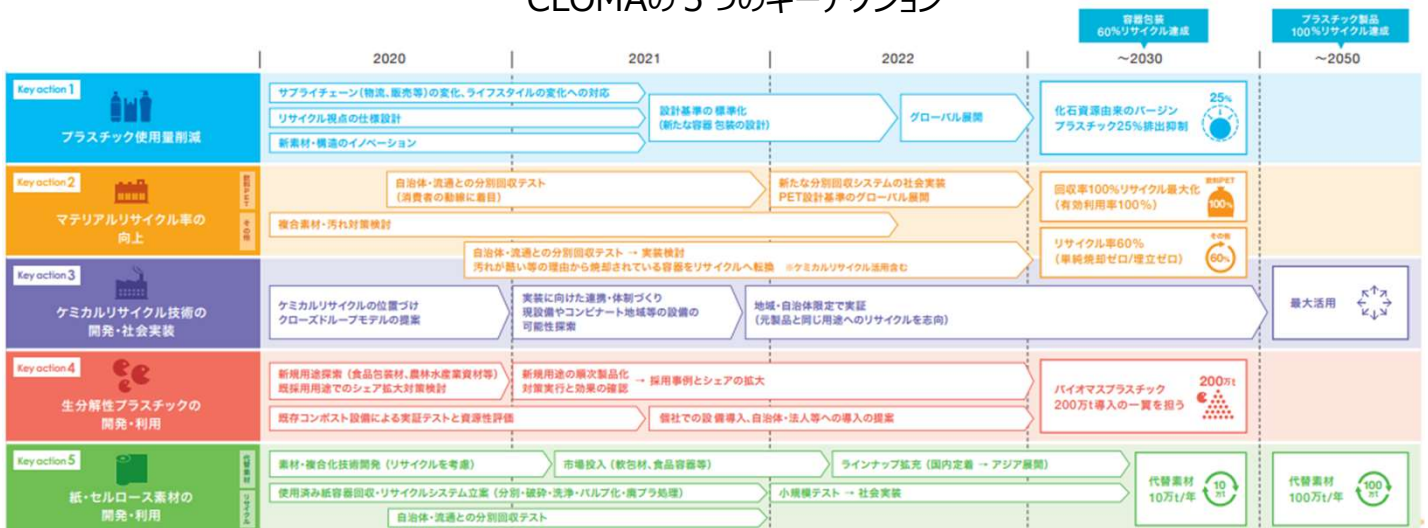 CLOMAの5つのキーアクション
容器包装
60%リサイクル達成
プラスチック製品
100%リサイクル達成
2020
2021
2022
～2030
～2050
Key action 1
プラスチック使用量削減
サプライチェーン（物流、販売等）の変化、ライフスタイルの変化への対応
リサイクル視点の仕様設計
新素材・構造のイノベーション
設計基準の標準化
（新たな容器包装の設計）
グローバル展開
化石資源由来のバージン
プラスチック25%排出抑制
25%
Key action 2
マテリアルリサイクル率の
向上
飲料PET
その他
自治体・流通との分別回収テスト
（消費者の動線に着目）
新たな分別回収システムの社会実装
PET設計基準のグローバル展開
複合素材・汚れ対策検討
自治体・流通との分別回収テスト → 実装検討
汚れが酷い等の理由から焼却されている容器をリサイクルへ転換 ※ケミカルリサイクル活用含む
回収率100%リサイクル最大化
（有効利用率100%）
飲料PET
100%
リサイクル率60%
（単純焼却ゼロ/埋立ゼロ）
その他
60%
Key action 3
ケミカルリサイクル技術の
開発・社会実装
ケミカルリサイクルの位置づけ
クローズドループモデルの提案
実装に向けた連携・体制づくり
現設備やコンビナート地域等の設備の
可能性探索
地域・自治体限定で実証
（元製品と同じ用途へのリサイクルを志向）
最大活用
Key action 4
生分解性プラスチックの
開発・利用
新規用途探索（食品包装材、農林水産業資材等）
既採用用途でのシェア拡大対策検討
新規用途の順次製品化
対策実行と効果の確認 → 採用事例とシェアの拡大
既存コンポスト設備による実証テストと資源性評価
個社での設備導入、自治体・法人等への導入の提案
バイオマスプラスチック
200万t導入の一翼を担う
200万t
Key action 5
紙・セルロース素材の
開発・利用
代替素材
リサイクル
素材・複合化技術開発（リサイクルを考慮）
市場投入（軟包材、食品容器等）
ラインナップ拡充（国内定着 → アジア展開）
使用済み紙容器回収・リサイクルシステム立案（分別・破砕・洗浄・パルプ化・廃プラ処理）
小規模テスト → 社会実装
自治体・流通との分別回収テスト
代替素材
10万t/年
10万t
代替素材
100万t/年
100万t